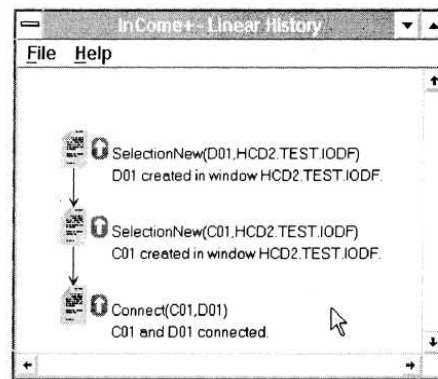 InCome+ - Linear History
File Help
SelectionNew(D01,HCD2.TEST.IODF)
D01 created in window HCD2.TEST.IODF.
SelectionNew(C01,HCD2.TEST.IODF)
C01 created in window HCD2.TEST.IODF.
Connect(C01,D01)
C01 and D01 connected.